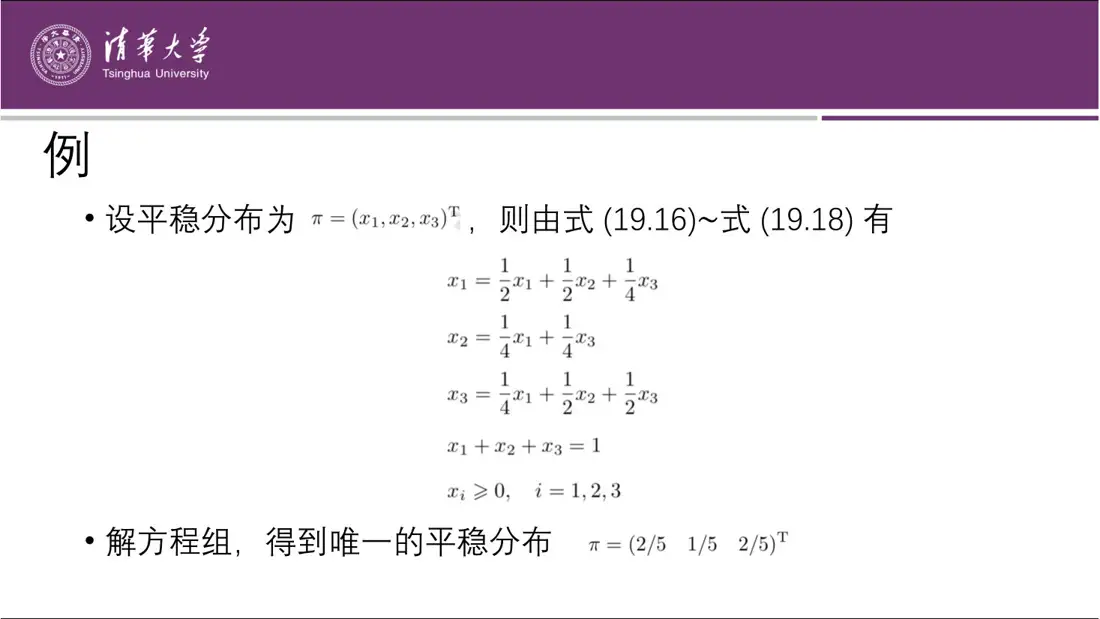 清華大学
Tsinghua University
例
• 设平稳分布为 π = (x₁, x₂, x₃)ᵀ ，则由式 (19.16)~式 (19.18) 有
x₁ = 1/2 x₁ + 1/2 x₂ + 1/4 x₃
x₂ = 1/4 x₁ + 1/4 x₃
x₃ = 1/4 x₁ + 1/2 x₂ + 1/2 x₃
x₁ + x₂ + x₃ = 1
xᵢ ⩾ 0, i = 1, 2, 3
• 解方程组，得到唯一的平稳分布 π = (2/5 1/5 2/5)ᵀ